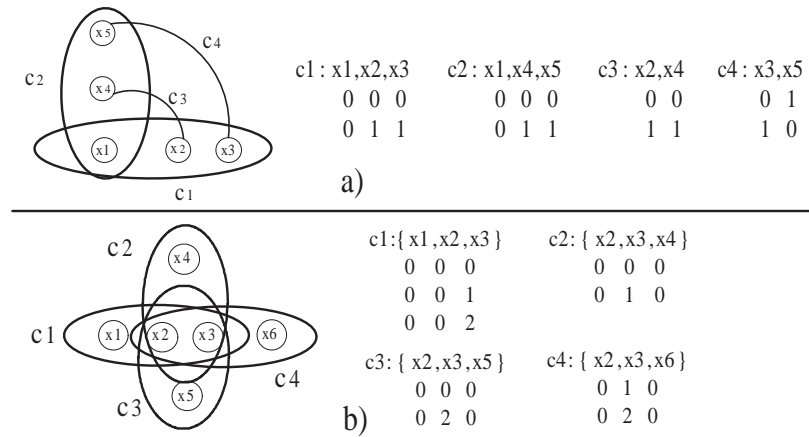 x5
c4
c2
x4
c3
x1 x2 x3
c1
c1 : x1,x2,x3 c2: x1,x4,x5 c3 : x2,x4 c4: x3,x5
0 0 0 0 0 0 0 0 0 1
0 1 1 0 1 1 1 1 1 0
a)
c2
x4
c1 x1 x2 x3 x6
c4
x5
c3
c1:{ x1,x2,x3 } c2: { x2,x3,x4 }
0 0 0 0 0 0
0 0 1 0 1 0
0 0 2
c3: { x2,x3,x5 } c4: { x2,x3,x6 }
0 0 0 0 1 0
0 2 0 0 2 0
b)